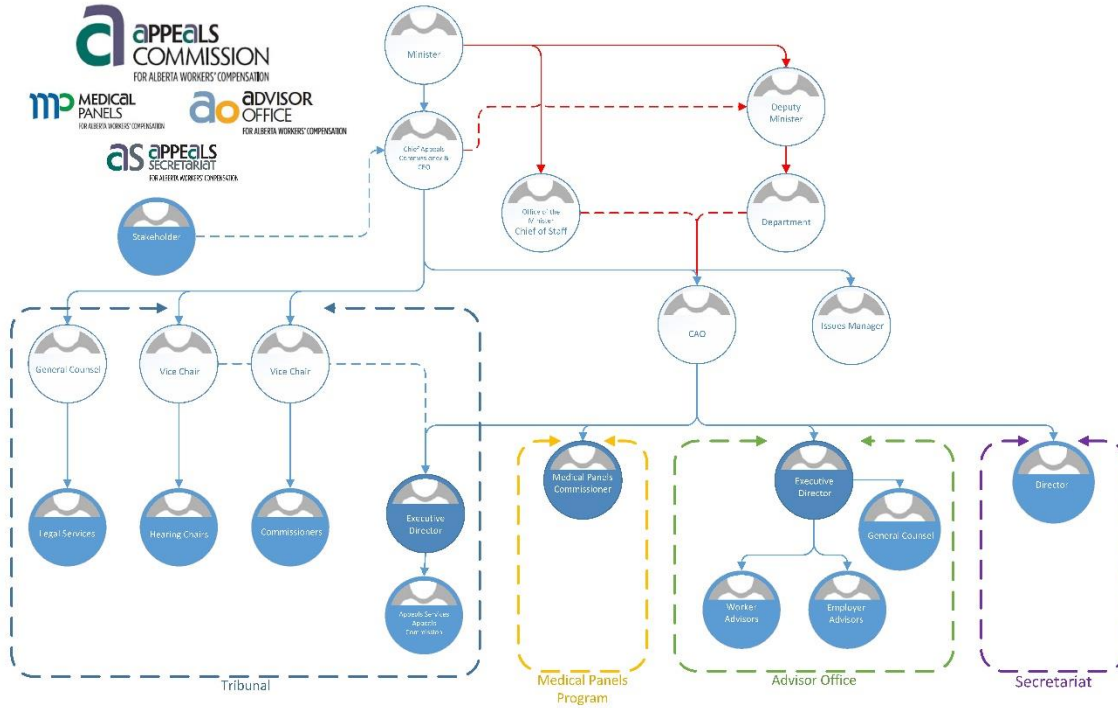 aPPEALS
COMMISSION
FOR ALBERTA WORKERS' COMPENSATION
mp MEDICAL
PANELS
FOR ALBERTA WORKERS' COMPENSATION
ao aDVISOR
OFFICE
FOR ALBERTA WORKERS' COMPENSATION
as aPPEALS
SECRETARIAT
FOR ALBERTA WORKERS' COMPENSATION
Minister
Deputy
Minister
Chief Appeals
Commissioner &
CEO
Office of the
Minister
Chief of Staff
Department
Stakeholder
General Counsel
Vice Chair
Vice Chair
CAO
Issues Manager
Legal Services
Hearing Chairs
Commissioners
Executive
Director
Medical Panels
Commissioner
Executive
Director
Director
General Counsel
Appeals Services
Appeals
Commission
Worker
Advisors
Employer
Advisors
Tribunal
Medical Panels
Program
Advisor Office
Secretariat